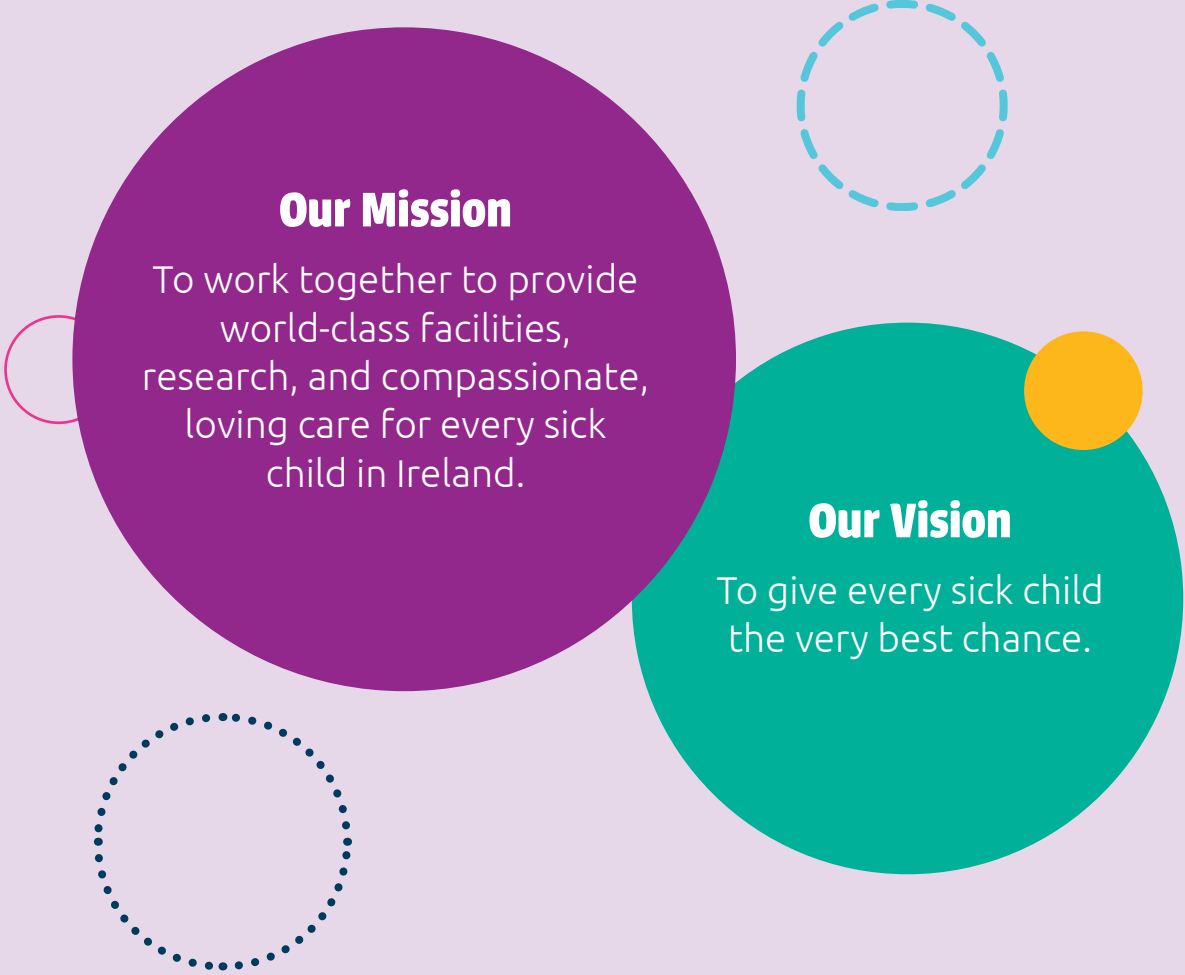 Our Mission
To work together to provide
world-class facilities,
research, and compassionate,
loving care for every sick
child in Ireland.
Our Vision
To give every sick child
the very best chance.